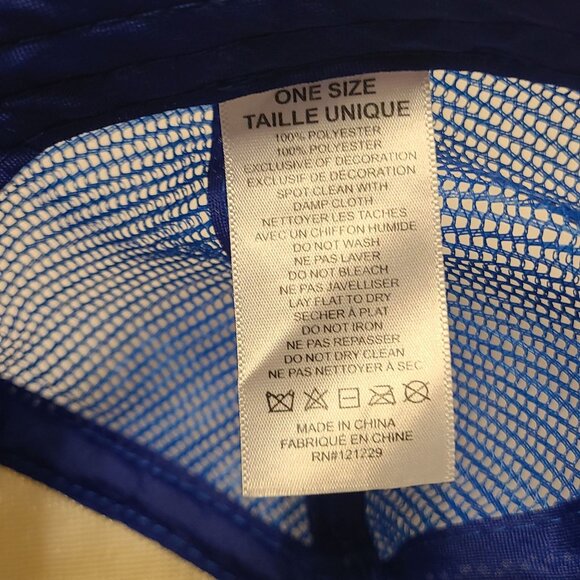 ONE SIZE
TAILLE UNIQUE
100% POLYESTER
100% POLYESTER
EXCLUSIVE OF DECORATION
EXCLUSIF DE DÉCORATION
SPOT CLEAN WITH
DAMP CLOTH
NETTOYER LES TACHES
AVEC UN CHIFFON HUMIDE
DO NOT WASH
NE PAS LAVER
DO NOT BLEACH
NE PAS JAVELLISER
LAY FLAT TO DRY
SÉCHER À PLAT
DO NOT IRON
NE PAS REPASSER
DO NOT DRY CLEAN
NE PAS NETTOYER À SEC
MADE IN CHINA
FABRIQUÉ EN CHINE
RN#121229